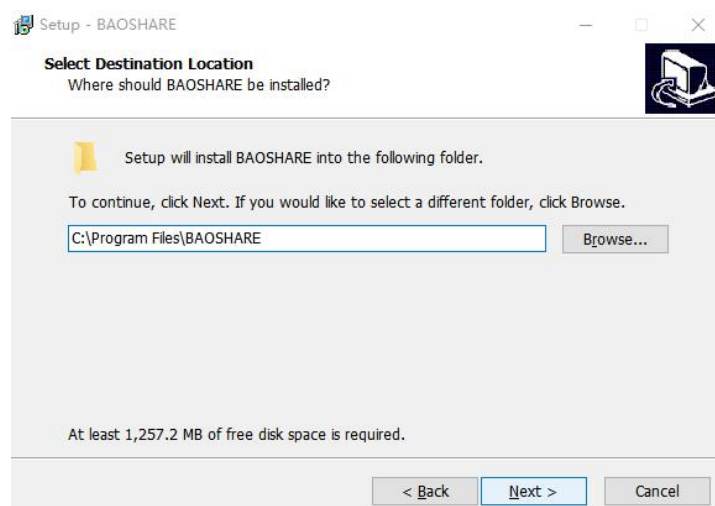 Setup - BAOSHARE
Select Destination Location
Where should BAOSHARE be installed?
Setup will install BAOSHARE into the following folder.
To continue, click Next. If you would like to select a different folder, click Browse.
C:\Program Files\BAOSHARE
Browse...
At least 1,257.2 MB of free disk space is required.
< Back
Next >
Cancel